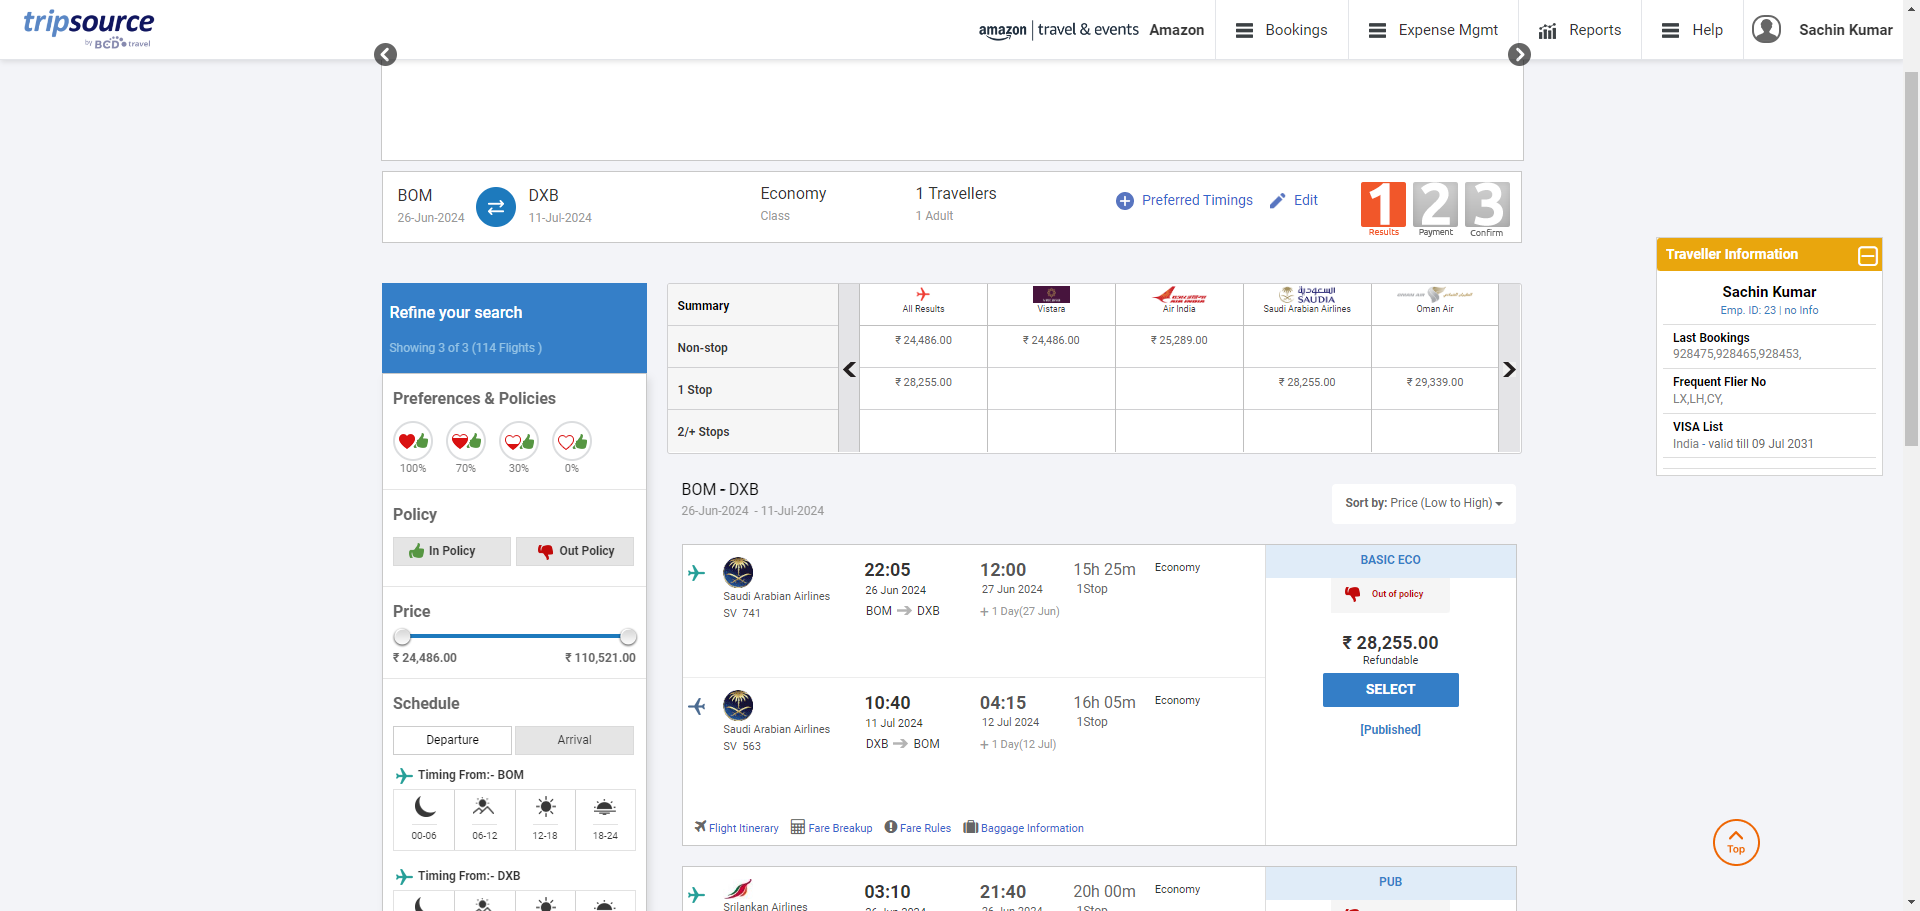 tripsource
by BCD travel
amazon travel & events Amazon
Bookings
Expense Mgmt
Reports
Help
Sachin Kumar
BOM
26-Jun-2024
DXB
11-Jul-2024
Economy
Class
1 Travellers
1 Adult
Preferred Timings
Edit
1 2 3
Results Payment Confirm
Traveller Information
Sachin Kumar
Emp. ID: 23 | no Info
Last Bookings
928475,928465,928453,
Frequent Flier No
LX,LH,CY,
VISA List
India - valid till 09 Jul 2031
Refine your search
Showing 3 of 3 (114 Flights )
Preferences & Policies
100% 70% 30% 0%
Policy
In Policy Out Policy
Price
₹ 24,486.00 ₹ 110,521.00
Schedule
Departure Arrival
Timing From:- BOM
00-06 06-12 12-18 18-24
Timing From:- DXB
Summary All Results Vistara Air India Saudi Arabian Airlines Oman Air
السعودية
SAUDIA
Non-stop ₹ 24,486.00 ₹ 24,486.00 ₹ 25,289.00
1 Stop ₹ 28,255.00 ₹ 28,255.00 ₹ 29,339.00
2/+ Stops
BOM - DXB
26-Jun-2024 - 11-Jul-2024
Sort by: Price (Low to High)
Saudi Arabian Airlines
SV 741
22:05
26 Jun 2024
BOM DXB
12:00
27 Jun 2024
+ 1 Day(27 Jun)
15h 25m
1Stop
Economy
BASIC ECO
Out of policy
₹ 28,255.00
Refundable
SELECT
[Published]
Saudi Arabian Airlines
SV 563
10:40
11 Jul 2024
DXB BOM
04:15
12 Jul 2024
+ 1 Day(12 Jul)
16h 05m
1Stop
Economy
Flight Itinerary Fare Breakup Fare Rules Baggage Information
Srilankan Airlines
03:10
26 Jun 2024
21:40
26 Jun 2024
20h 00m
1Stop
Economy
PUB
Top